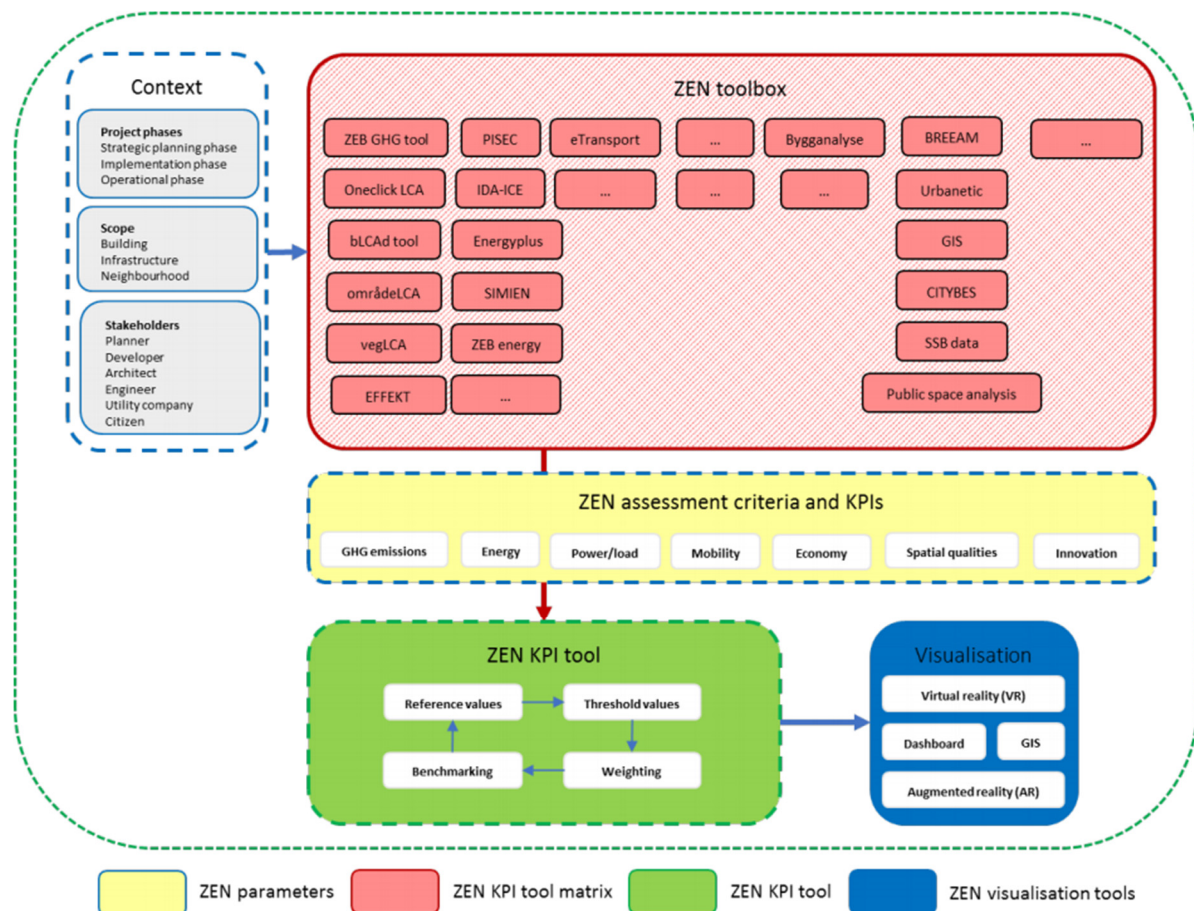 Context
Project phases
Strategic planning phase
Implementation phase
Operational phase
Scope
Building
Infrastructure
Neighbourhood
Stakeholders
Planner
Developer
Architect
Engineer
Utility company
Citizen
ZEN toolbox
ZEB GHG tool
PISEC
eTransport
...
Bygganalyse
BREEAM
...
Oneclick LCA
IDA-ICE
...
...
...
Urbanetic
bLCAd tool
Energyplus
GIS
områdeLCA
SIMIEN
CITYBES
vegLCA
ZEB energy
SSB data
EFFEKT
...
Public space analysis
ZEN assessment criteria and KPIs
GHG emissions
Energy
Power/load
Mobility
Economy
Spatial qualities
Innovation
ZEN KPI tool
Reference values
Threshold values
Benchmarking
Weighting
Visualisation
Virtual reality (VR)
Dashboard
GIS
Augmented reality (AR)
ZEN parameters
ZEN KPI tool matrix
ZEN KPI tool
ZEN visualisation tools